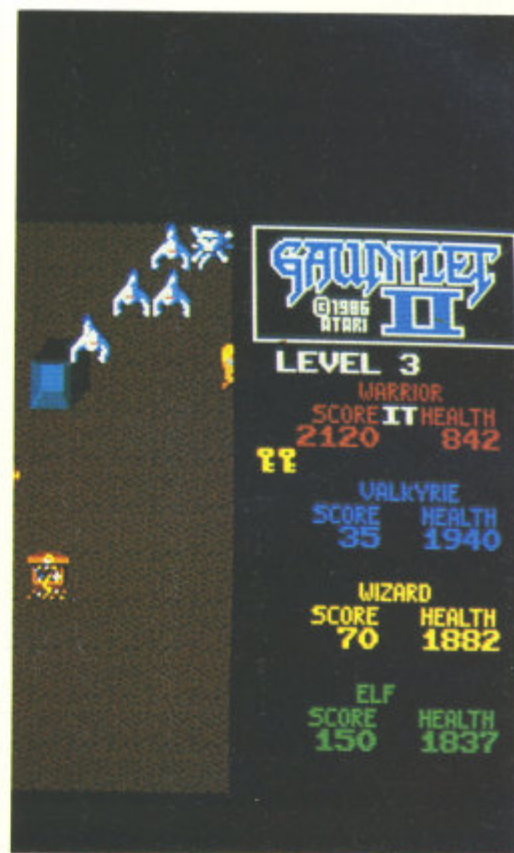 GAUNTLET
II
© 1986
ATARI
LEVEL 3
WARRIOR
SCORE IT HEALTH
2120 842
VALKYRIE
SCORE HEALTH
35 1940
WIZARD
SCORE HEALTH
70 1882
ELF
SCORE HEALTH
150 1837